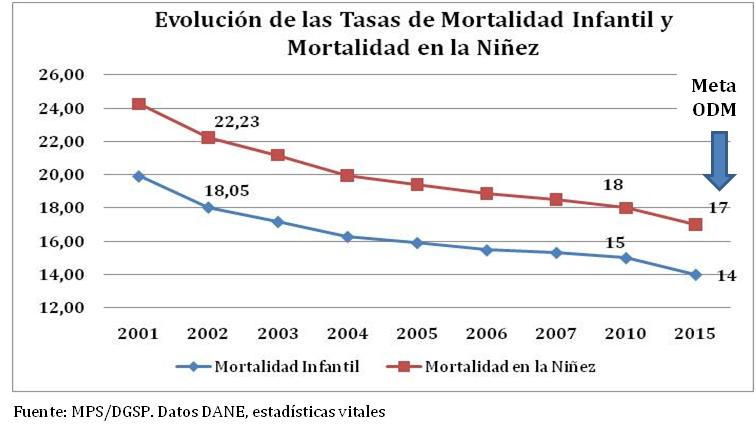 Evolución de las Tasas de Mortalidad Infantil y
Mortalidad en la Niñez
26,00
24,00
22,00
20,00
18,00
16,00
14,00
12,00
22,23
18,05
18
15
17
14
Meta
ODM
2001 2002 2003 2004 2005 2006 2007 2010 2015
Mortalidad Infantil Mortalidad en la Niñez
Fuente: MPS/DGSP. Datos DANE, estadísticas vitales